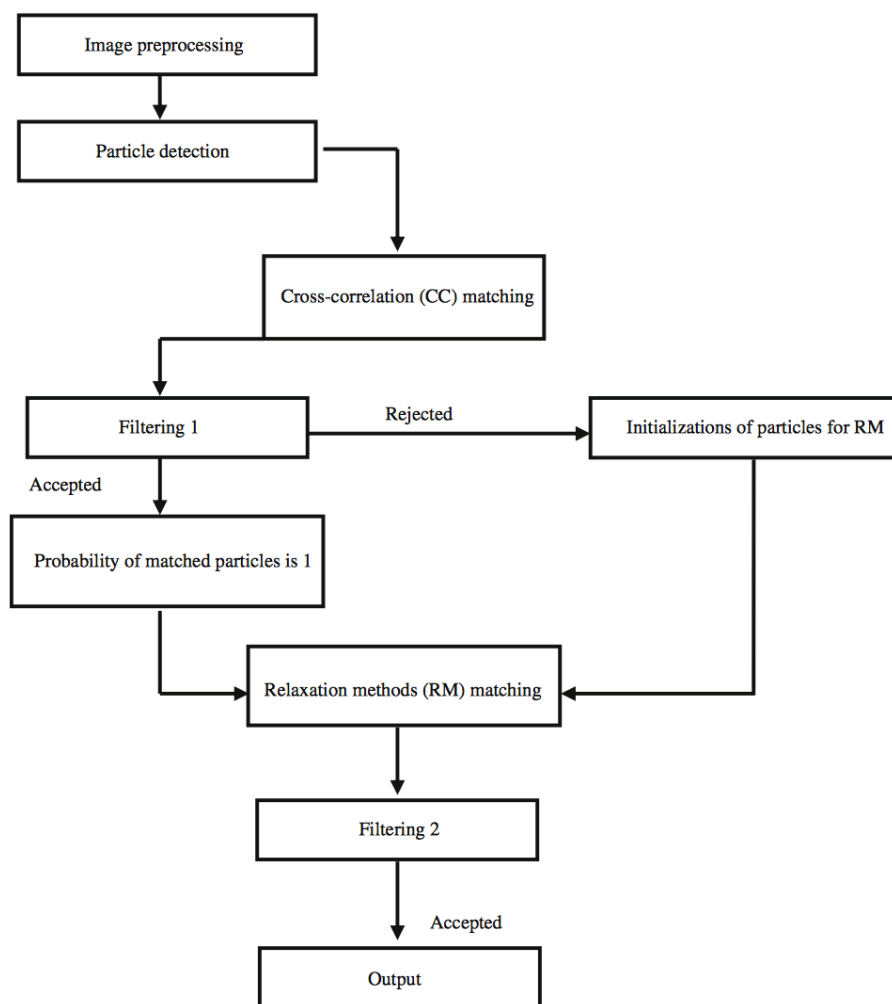 Image preprocessing
Particle detection
Cross-correlation (CC) matching
Filtering 1
Rejected
Initializations of particles for RM
Accepted
Probability of matched particles is 1
Relaxation methods (RM) matching
Filtering 2
Accepted
Output